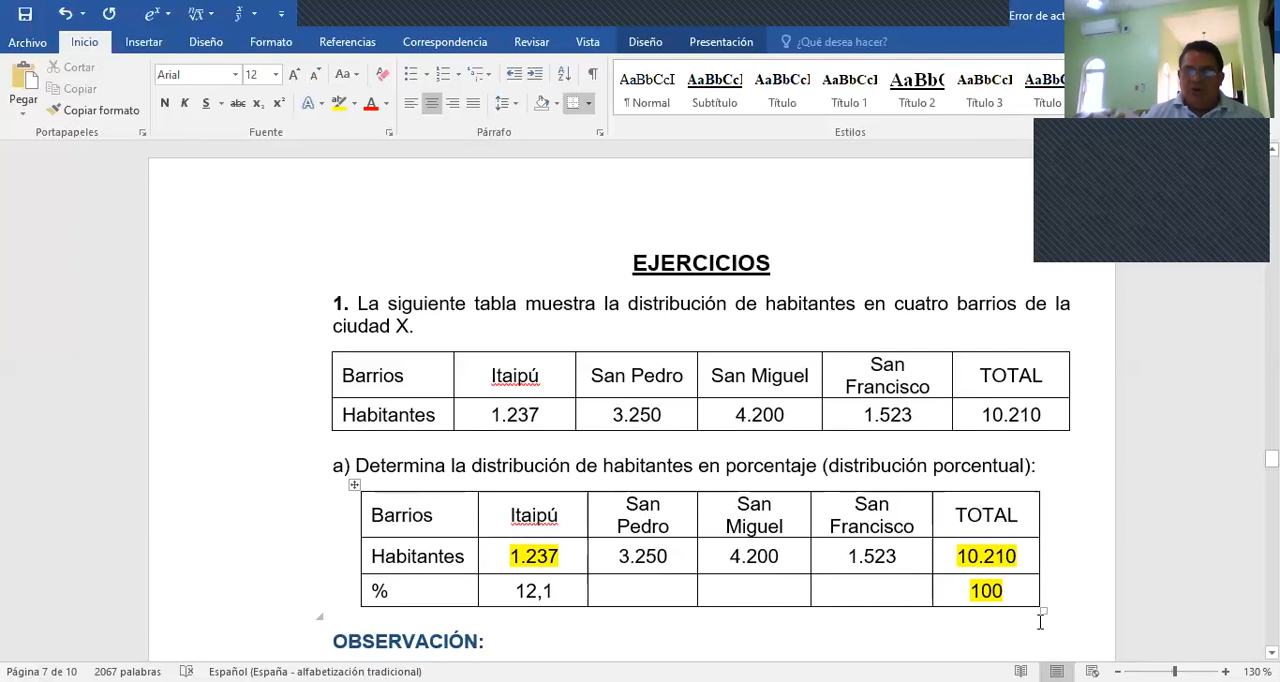 Error de act
Archivo Inicio Insertar Diseño Formato Referencias Correspondencia Revisar Vista Diseño Presentación ¿Qué desea hacer?
Pegar
Cortar
Copiar
Copiar formato
Portapapeles
Arial 12
Fuente
Párrafo
AaBbCcI AaBbCcI AaBbCcI AaBbCcI AaBb( AaBbCcI AaBbC
¶ Normal Subtítulo Título Título 1 Título 2 Título 3 Título
Estilos
EJERCICIOS
1. La siguiente tabla muestra la distribución de habitantes en cuatro barrios de la
ciudad X.
Barrios Itaipú San Pedro San Miguel San Francisco TOTAL
Habitantes 1.237 3.250 4.200 1.523 10.210
a) Determina la distribución de habitantes en porcentaje (distribución porcentual):
Barrios Itaipú San Pedro San Miguel San Francisco TOTAL
Habitantes 1.237 3.250 4.200 1.523 10.210
% 12,1 100
OBSERVACIÓN:
Página 7 de 10 2067 palabras Español (España - alfabetización tradicional) 130 %